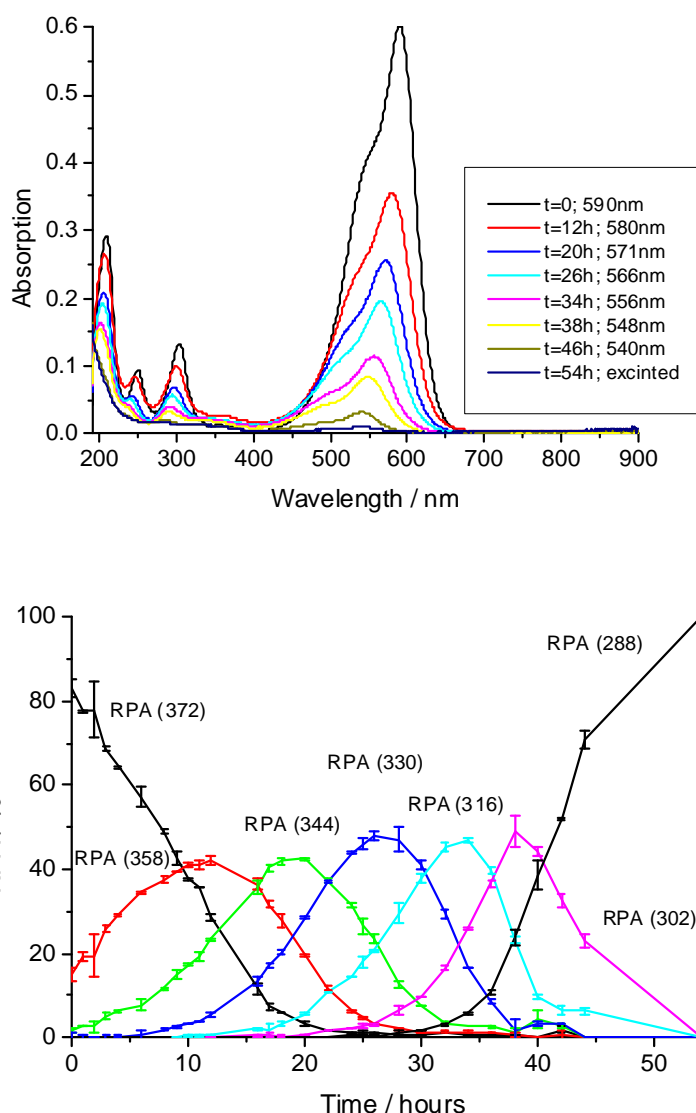 0.6
0.5
0.4
0.3
0.2
0.1
0.0
Absorption
t=0; 590nm
t=12h; 580nm
t=20h; 571nm
t=26h; 566nm
t=34h; 556nm
t=38h; 548nm
t=46h; 540nm
t=54h; excinted
200 300 400 500 600 700 800 900
Wavelength / nm
100
80
60
40
20
0
RPA (288)
RPA (372)
RPA (330)
RPA (316)
RPA (344)
RPA (358)
RPA (302)
0 10 20 30 40 50
Time / hours